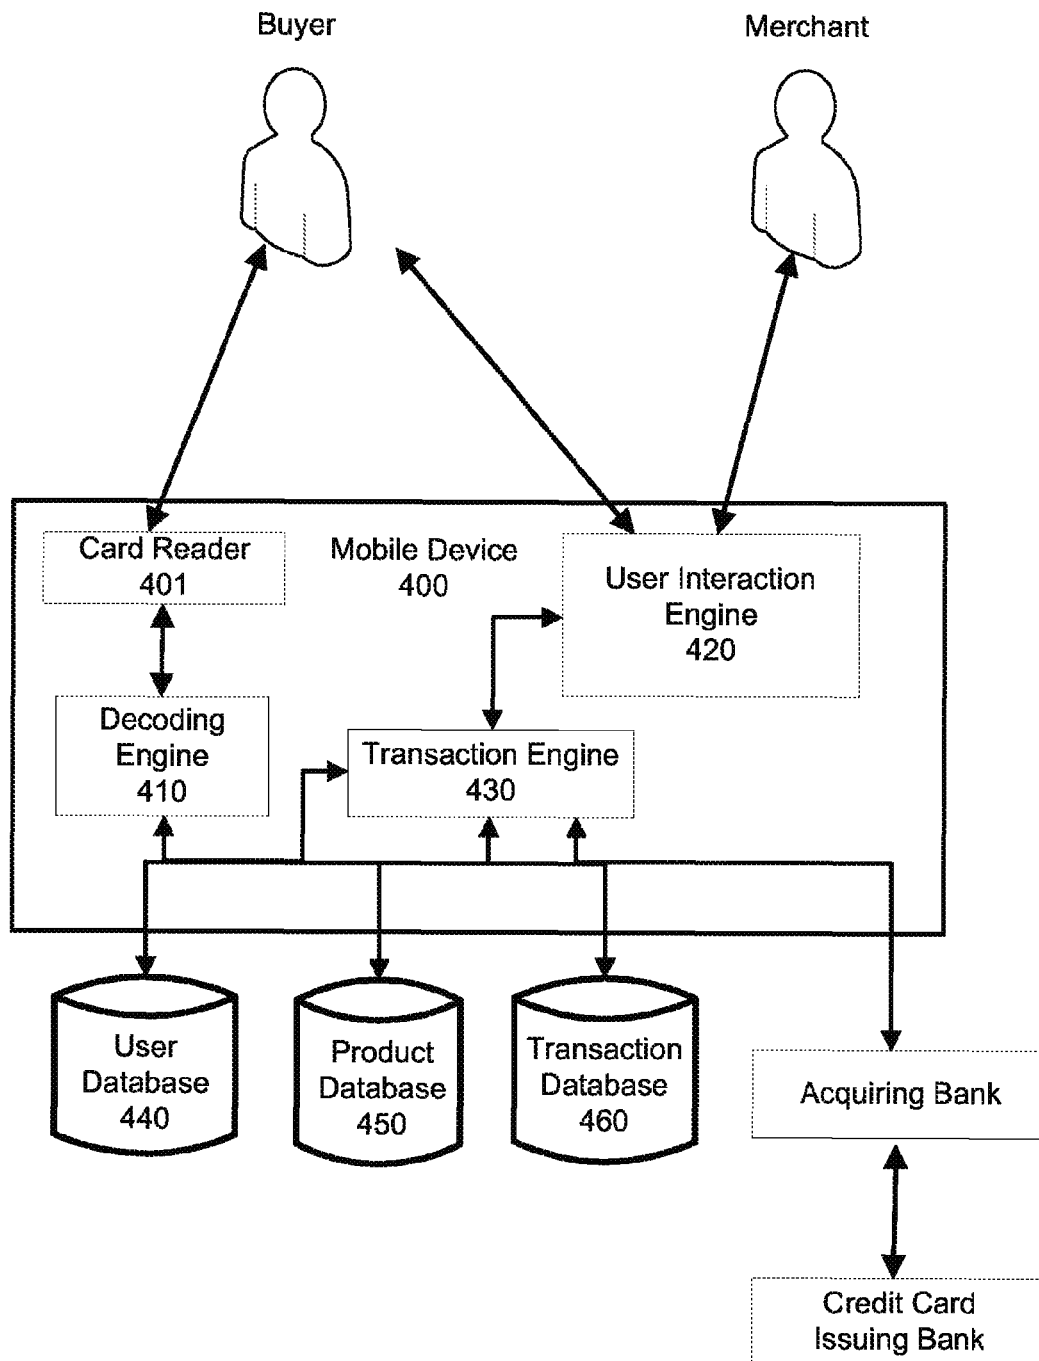 Buyer
Merchant
Card Reader
401
Mobile Device
400
User Interaction
Engine
420
Decoding
Engine
410
Transaction Engine
430
User
Database
440
Product
Database
450
Transaction
Database
460
Acquiring Bank
Credit Card
Issuing Bank